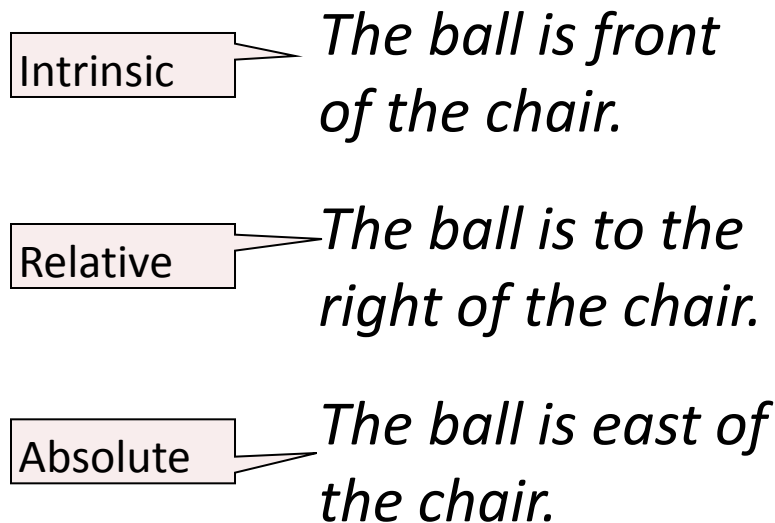 Intrinsic
The ball is front
of the chair.
Relative
The ball is to the
right of the chair.
Absolute
The ball is east of
the chair.